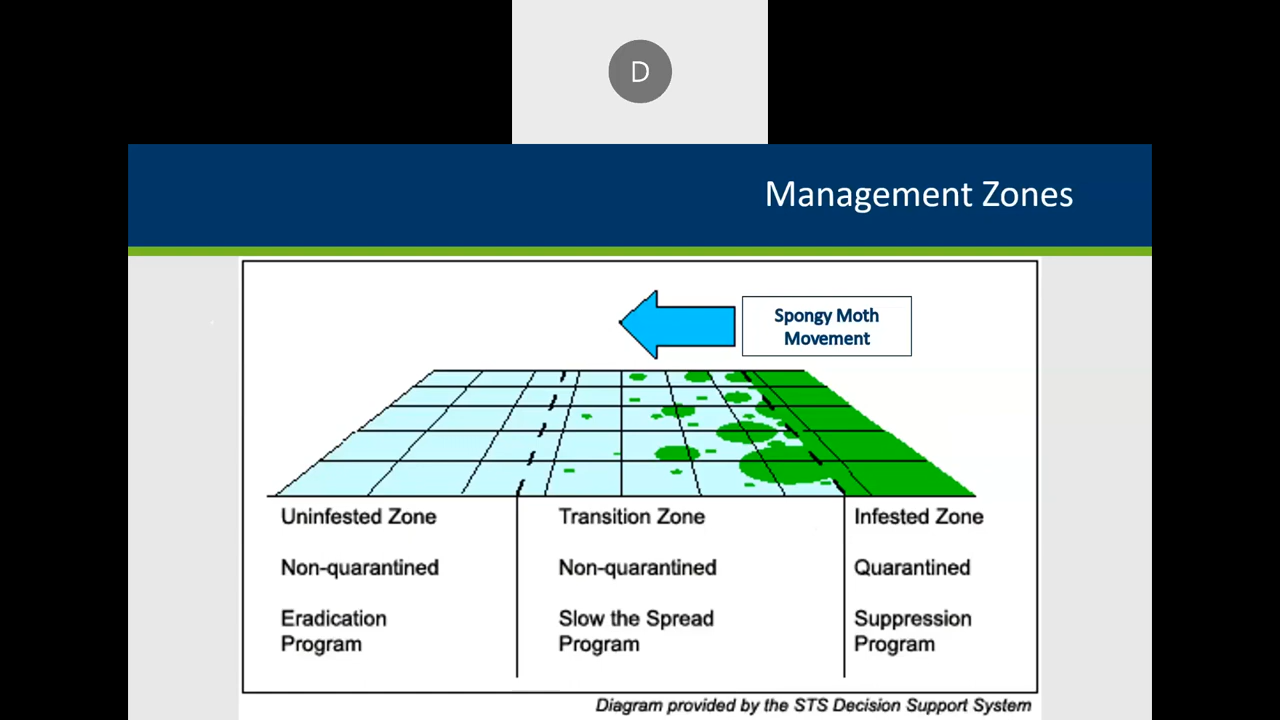 D
Management Zones
Spongy Moth
Movement
Uninfested Zone
Non-quarantined
Eradication
Program
Transition Zone
Non-quarantined
Slow the Spread
Program
Infested Zone
Quarantined
Suppression
Program
Diagram provided by the STS Decision Support System